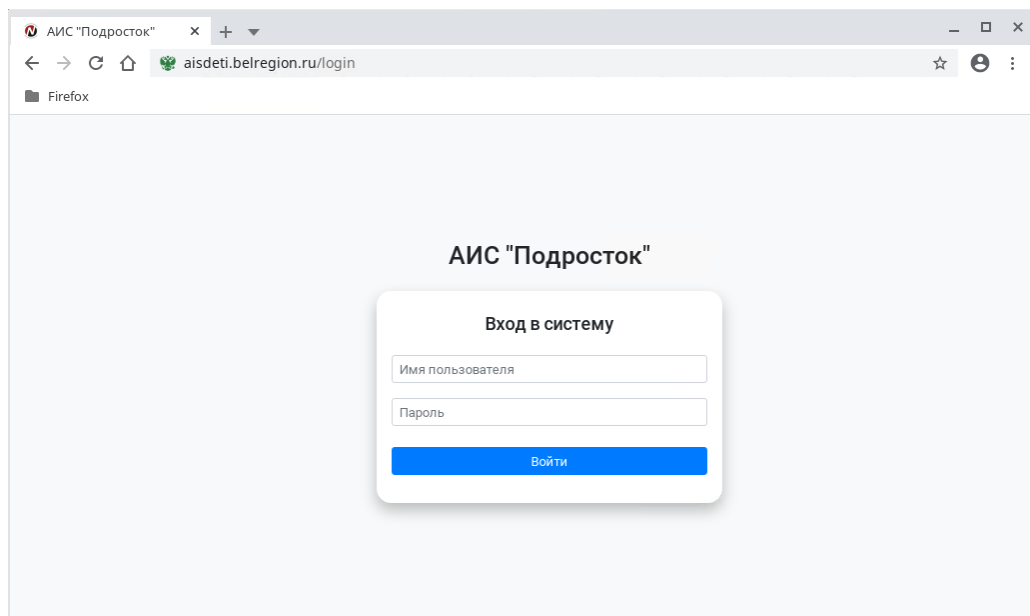 АИС "Подросток"
aisdeti.belregion.ru/login
Firefox
АИС "Подросток"
Вход в систему
Имя пользователя
Пароль
Войти